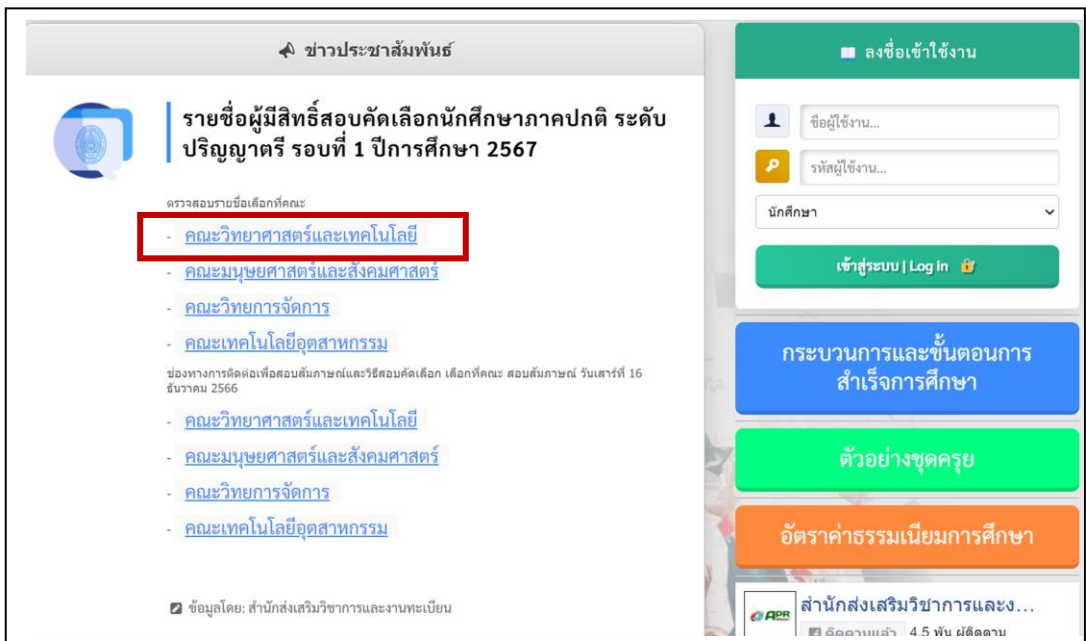 ข่าวประชาสัมพันธ์
รายชื่อผู้มีสิทธิ์สอบคัดเลือกนักศึกษาภาคปกติ ระดับ
ปริญญาตรี รอบที่ 1 ปีการศึกษา 2567
ตรวจสอบรายชื่อเลือกที่คณะ
- คณะวิทยาศาสตร์และเทคโนโลยี
- คณะมนุษยศาสตร์และสังคมศาสตร์
- คณะวิทยการจัดการ
- คณะเทคโนโลยีอุตสาหกรรม
ช่องทางการติดต่อเพื่อสอบสัมภาษณ์และวิธีสอบคัดเลือก เลือกที่คณะ สอบสัมภาษณ์ วันเสาร์ที่ 16
ธันวาคม 2566
- คณะวิทยาศาสตร์และเทคโนโลยี
- คณะมนุษยศาสตร์และสังคมศาสตร์
- คณะวิทยการจัดการ
- คณะเทคโนโลยีอุตสาหกรรม
ข้อมูลโดย: สำนักส่งเสริมวิชาการและงานทะเบียน
ลงชื่อเข้าใช้งาน
ชื่อผู้ใช้งาน...
รหัสผู้ใช้งาน...
นักศึกษา
เข้าสู่ระบบ | Log in
กระบวนการและขั้นตอนการ
สำเร็จการศึกษา
ตัวอย่างชุดครุย
อัตราค่าธรรมเนียมการศึกษา
APR
สำนักส่งเสริมวิชาการและง...
ติดตามแล้ว 4.5 พัน ผู้ติดตาม